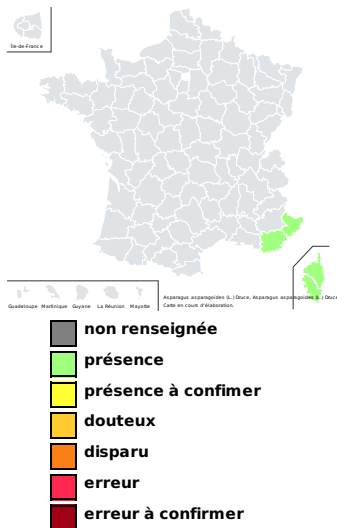 Île-de-France
Guadeloupe Martinique Guyane La Réunion Mayotte
Asparagus asparagoides (L.) Druce, Asparagus asparagoides (L.) Druce
Carte en cours d'élaboration.
non renseignée
présence
présence à confimer
douteux
disparu
erreur
erreur à confirmer